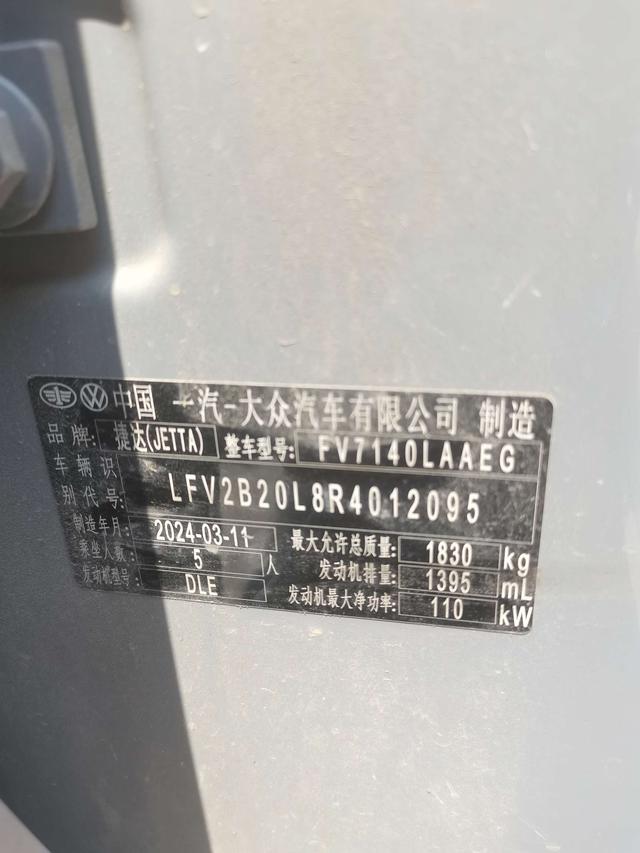 中国 一汽-大众汽车有限公司 制造
品牌: 捷达(JETTA) 整车型号: FV7140LAAEG
车辆识别代号: LFV2B20L8R4012095
制造年月: 2024-03-11 最大允许总质量: 1830 kg
乘坐人数: 5 人 发动机排量: 1395 mL
发动机型号: DLE 发动机最大净功率: 110 kW